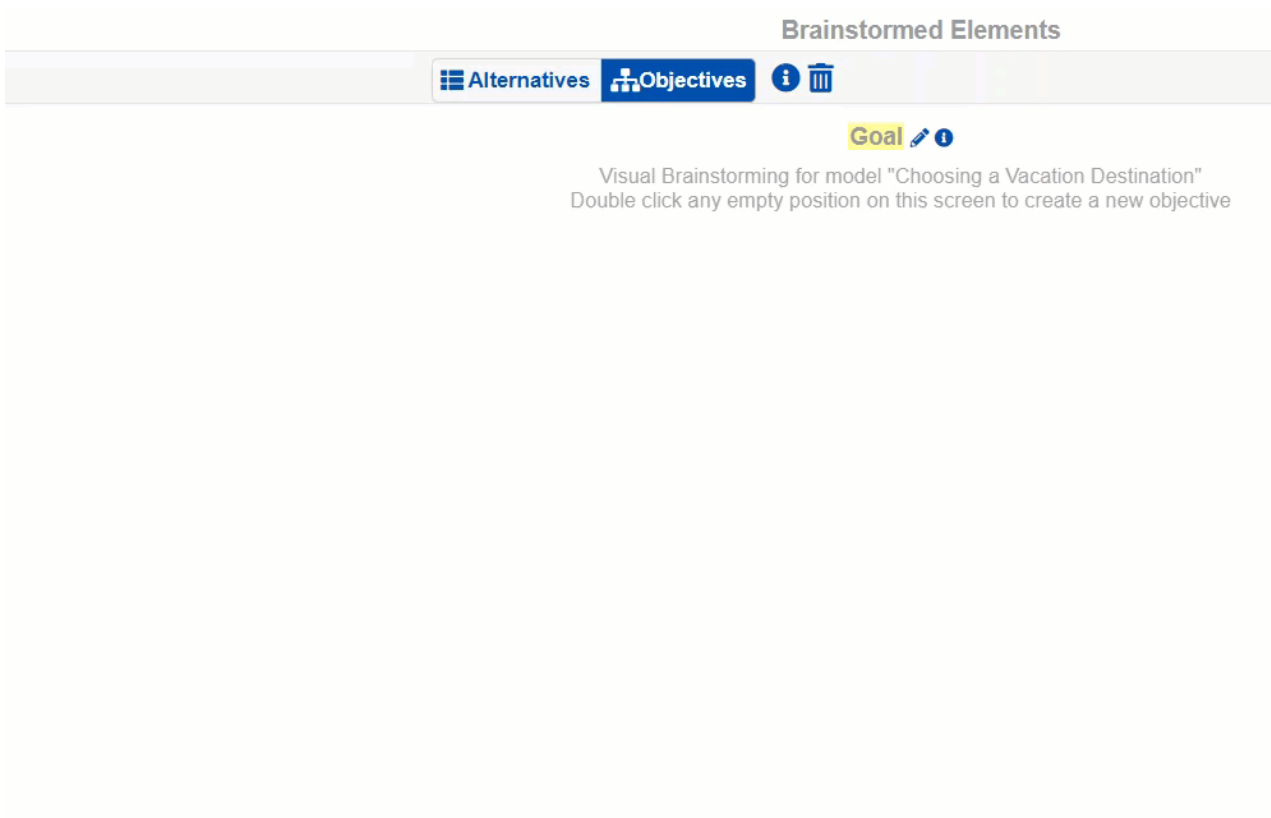 Brainstormed Elements
Alternatives Objectives
Goal
Visual Brainstorming for model "Choosing a Vacation Destination"
Double click any empty position on this screen to create a new objective